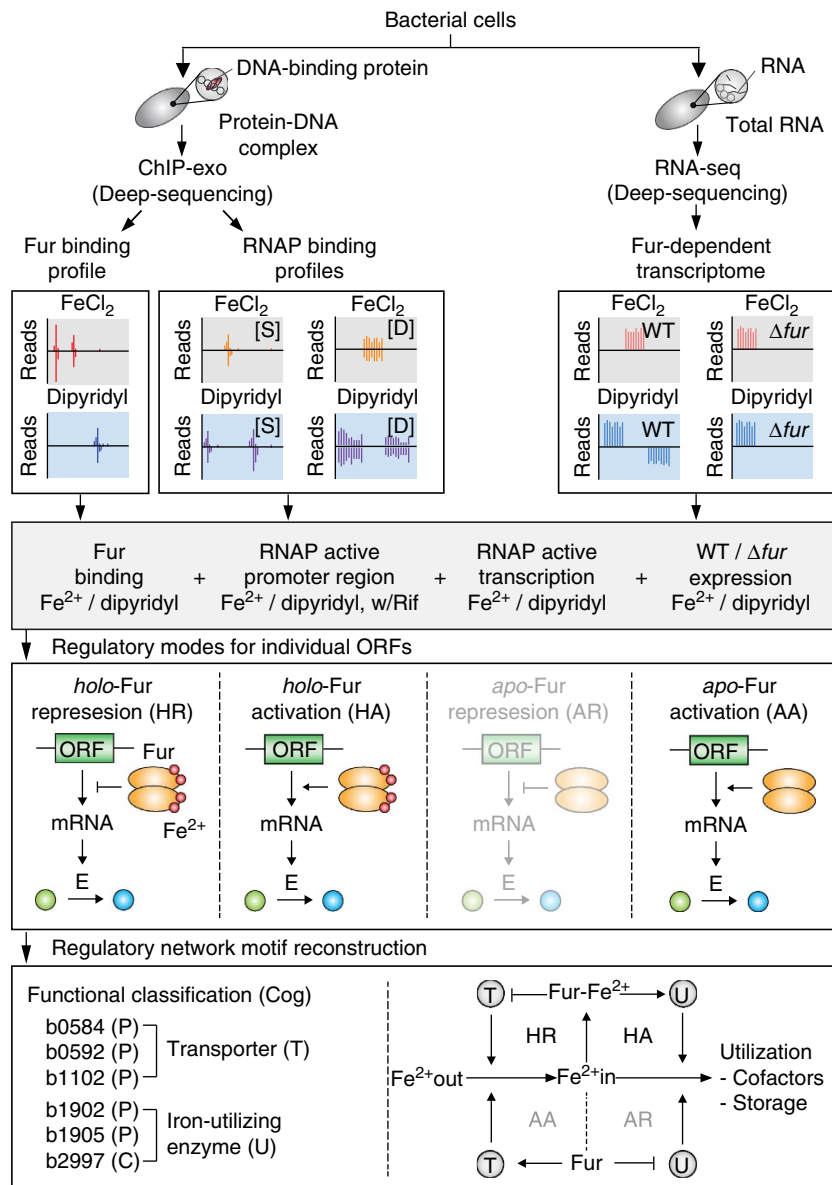 Bacterial cells
DNA-binding protein
Protein-DNA
complex
ChIP-exo
(Deep-sequencing)
RNA
Total RNA
RNA-seq
(Deep-sequencing)
Fur binding
profile
RNAP binding
profiles
Fur-dependent
transcriptome
FeCl2
Reads
Dipyridyl
Reads
FeCl2
[S]
Reads
Dipyridyl
[S]
Reads
FeCl2
[D]
Dipyridyl
[D]
FeCl2
WT
Reads
Dipyridyl
WT
Reads
FeCl2
Δfur
Dipyridyl
Δfur
Fur
binding
Fe2+ / dipyridyl
+
RNAP active
promoter region
Fe2+ / dipyridyl, w/Rif
+
RNAP active
transcription
Fe2+ / dipyridyl
+
WT / Δfur
expression
Fe2+ / dipyridyl
Regulatory modes for individual ORFs
holo-Fur
represesion (HR)
ORF
Fur
mRNA
Fe2+
E
holo-Fur
activation (HA)
ORF
mRNA
E
apo-Fur
represesion (AR)
ORF
mRNA
E
apo-Fur
activation (AA)
ORF
mRNA
E
Regulatory network motif reconstruction
Functional classification (Cog)
b0584 (P)
b0592 (P)
b1102 (P)
Transporter (T)
b1902 (P)
b1905 (P)
b2997 (C)
Iron-utilizing
enzyme (U)
T Fur-Fe2+ U
HR HA
Fe2+out Fe2+in
Utilization
- Cofactors
- Storage
AA AR
T Fur U